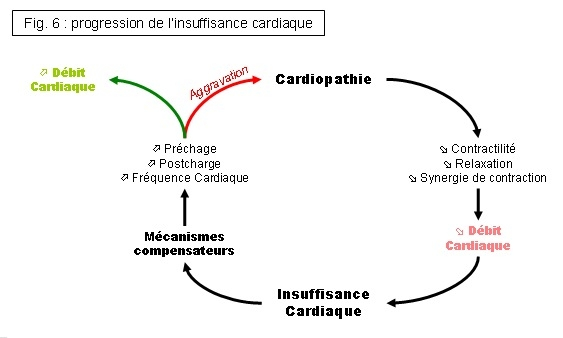 Fig. 6 : progression de l'insuffisance cardiaque
⬀ Débit
Cardiaque
Aggravation
Cardiopathie
⬀ Préchage
⬀ Postcharge
⬀ Fréquence Cardiaque
⬂ Contractilité
⬂ Relaxation
⬂ Synergie de contraction
Mécanismes
compensateurs
⬂ Débit
Cardiaque
Insuffisance
Cardiaque